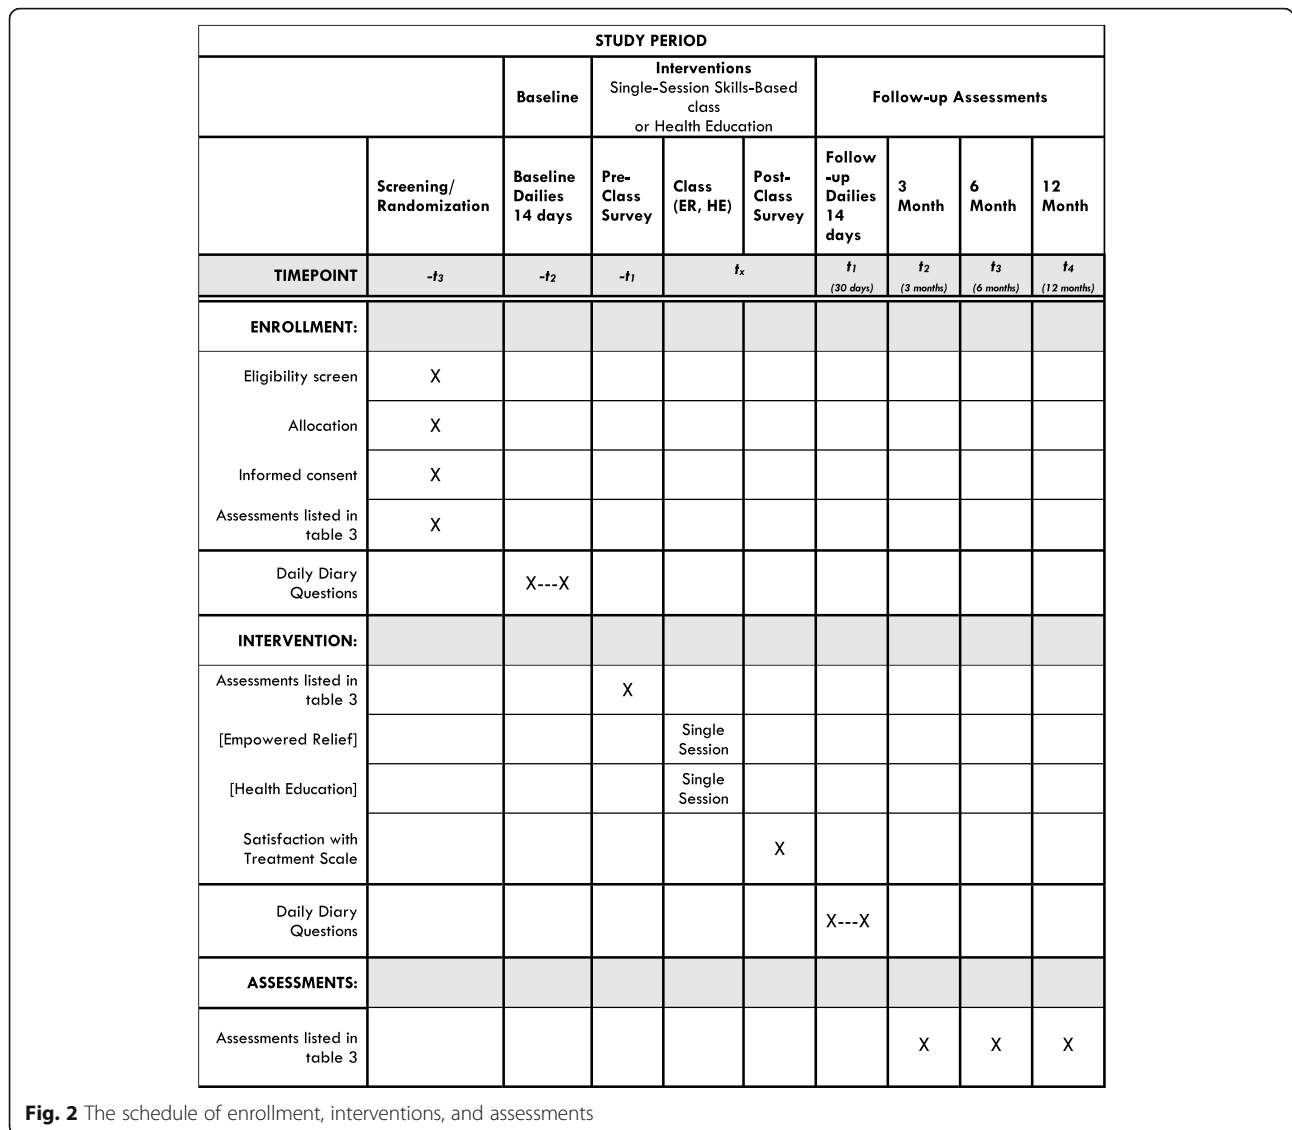 STUDY PERIOD
Interventions
Single-Session Skills-Based
class
or Health Education
Baseline
Follow-up Assessments
Screening/
Randomization
Baseline
Dailies
14 days
Pre-
Class
Survey
Class
(ER, HE)
Post-
Class
Survey
Follow
-up
Dailies
14
days
3
Month
6
Month
12
Month
TIMEPOINT
-t₃
-t₂
-t₁
tₓ
t₁
(30 days)
t₂
(3 months)
t₃
(6 months)
t₄
(12 months)
ENROLLMENT:
Eligibility screen
X
Allocation
X
Informed consent
X
Assessments listed in
table 3
X
Daily Diary
Questions
X---X
INTERVENTION:
Assessments listed in
table 3
X
[Empowered Relief]
Single
Session
[Health Education]
Single
Session
Satisfaction with
Treatment Scale
X
Daily Diary
Questions
X---X
ASSESSMENTS:
Assessments listed in
table 3
X
X
X
Fig. 2 The schedule of enrollment, interventions, and assessments